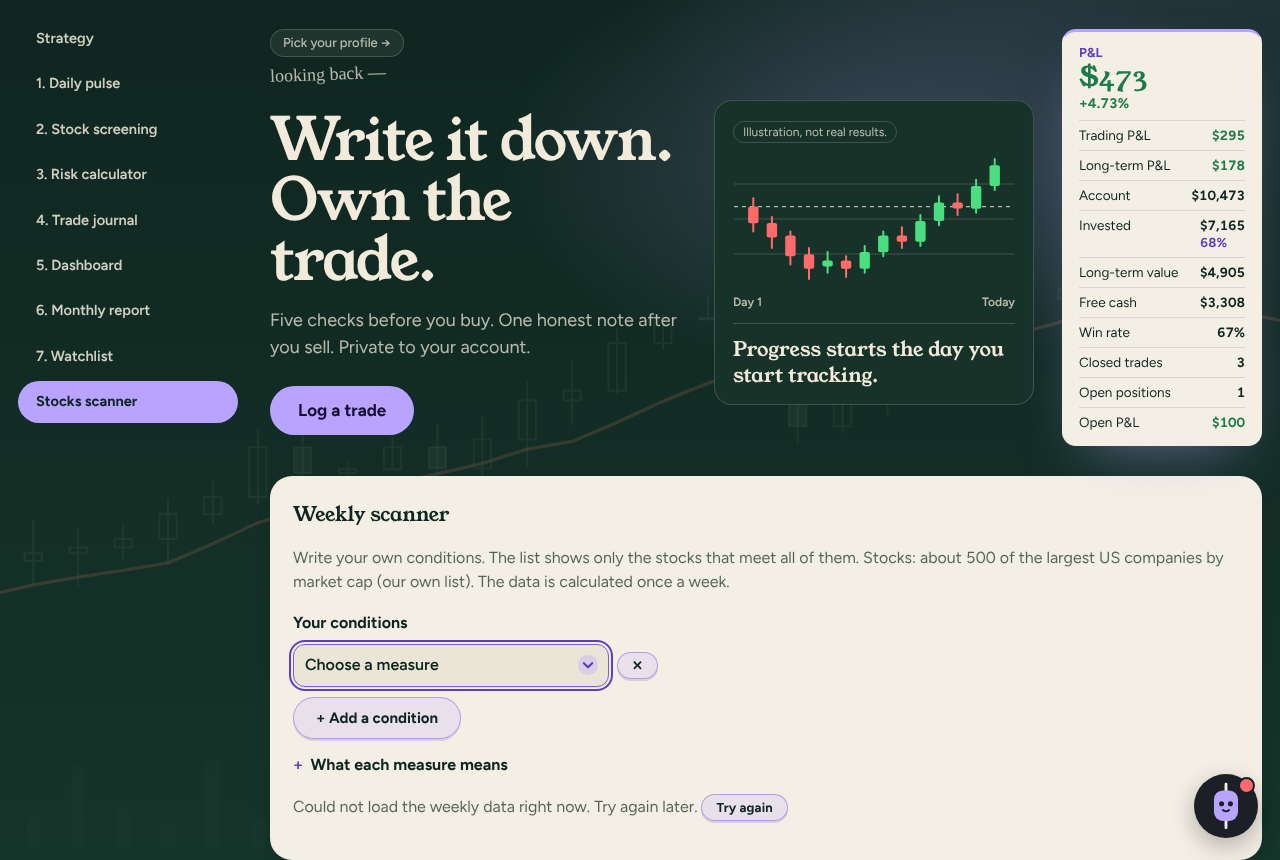 Strategy
1. Daily pulse
2. Stock screening
3. Risk calculator
4. Trade journal
5. Dashboard
6. Monthly report
7. Watchlist
Stocks scanner
Pick your profile →
looking back —
Write it down.
Own the
trade.
Five checks before you buy. One honest note after
you sell. Private to your account.
Log a trade
Illustration, not real results.
Day 1 Today
Progress starts the day you
start tracking.
P&L
$473
+4.73%
Trading P&L $295
Long-term P&L $178
Account $10,473
Invested $7,165
68%
Long-term value $4,905
Free cash $3,308
Win rate 67%
Closed trades 3
Open positions 1
Open P&L $100
Weekly scanner
Write your own conditions. The list shows only the stocks that meet all of them. Stocks: about 500 of the largest US companies by
market cap (our own list). The data is calculated once a week.
Your conditions
Choose a measure ×
+ Add a condition
+ What each measure means
Could not load the weekly data right now. Try again later. Try again